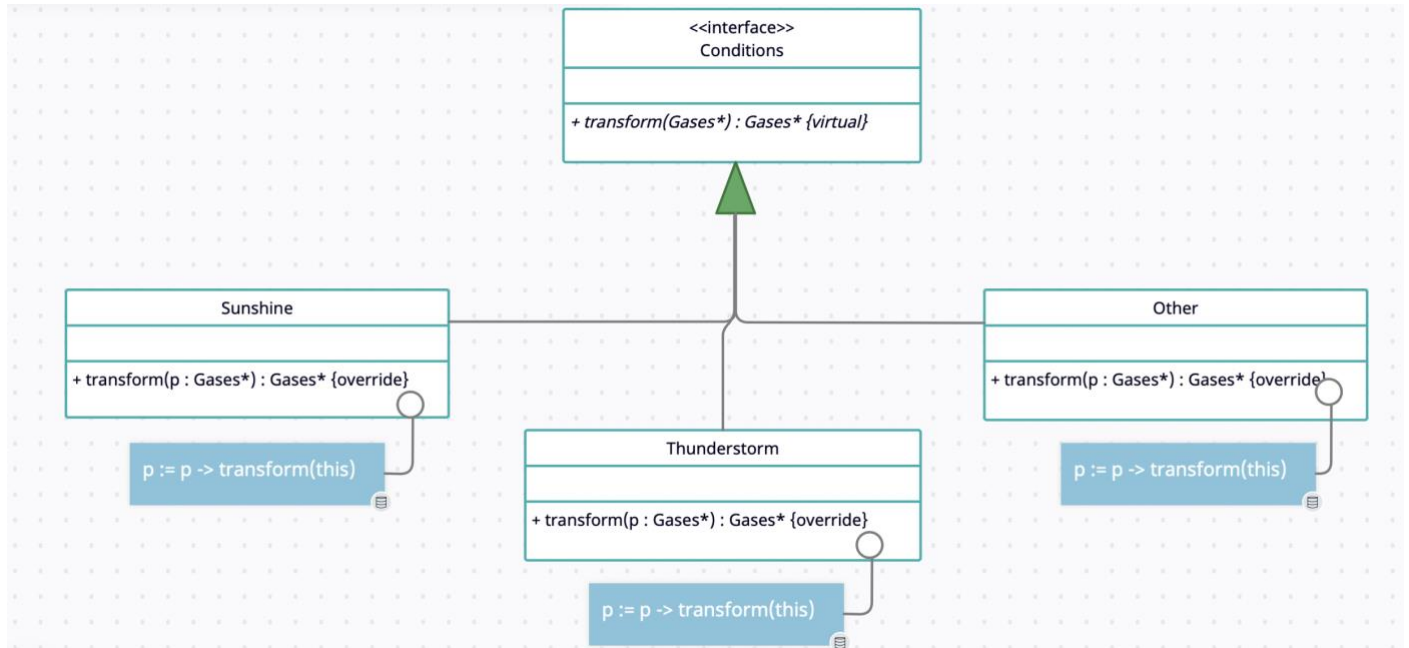 <<interface>>
Conditions
+ transform(Gases*) : Gases* {virtual}
Sunshine
+ transform(p : Gases*) : Gases* {override}
p := p -> transform(this)
Thunderstorm
+ transform(p : Gases*) : Gases* {override}
p := p -> transform(this)
Other
+ transform(p : Gases*) : Gases* {override}
p := p -> transform(this)